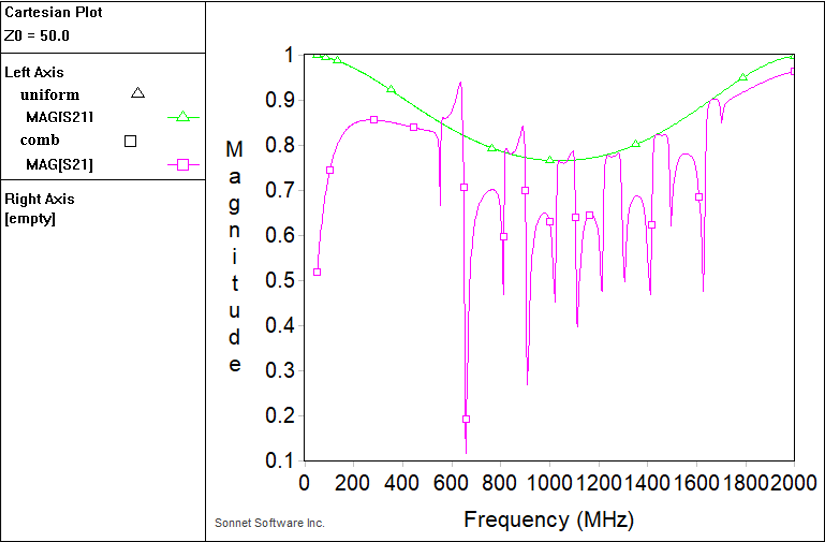 Cartesian Plot
Z0 = 50.0
Left Axis
uniform
MAG[S21]
comb
MAG[S21]
Right Axis
[empty]
Magnitude
1
0.9
0.8
0.7
0.6
0.5
0.4
0.3
0.2
0.1
0 200 400 600 800 1000 1200 1400 1600 1800 2000
Frequency (MHz)
Sonnet Software Inc.